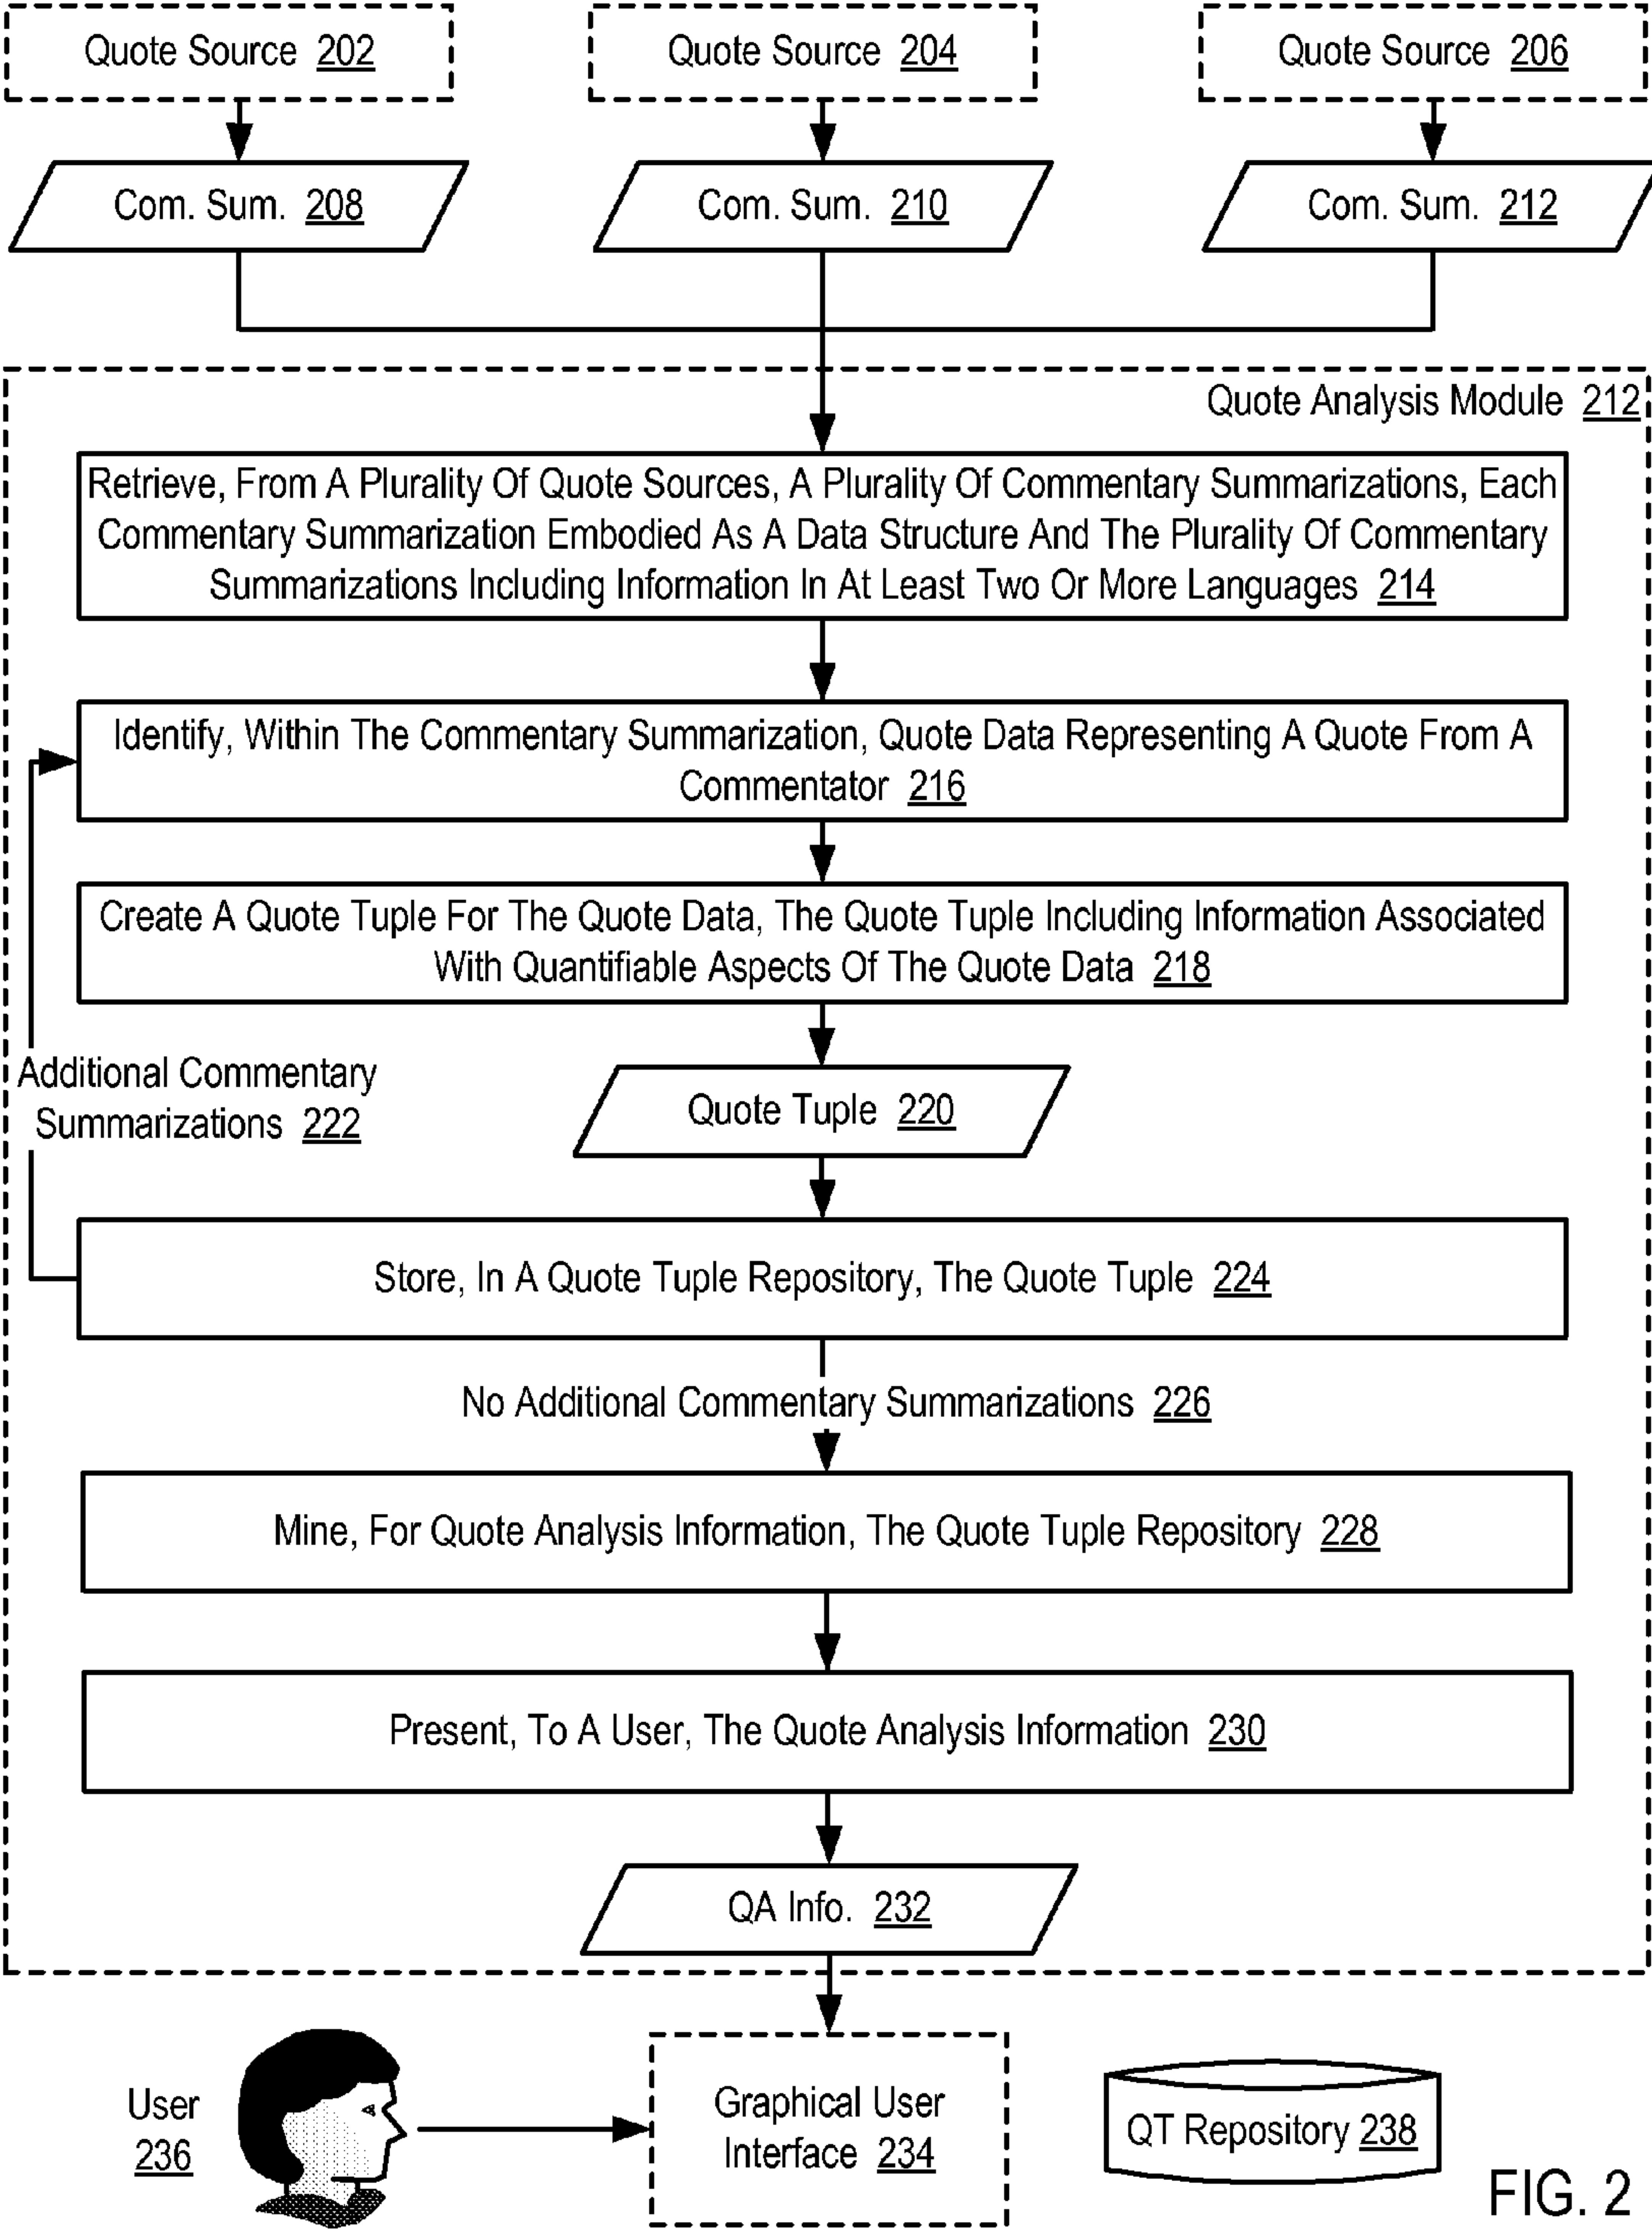 Quote Source 202
Quote Source 204
Quote Source 206
Com. Sum. 208
Com. Sum. 210
Com. Sum. 212
Quote Analysis Module 212
Retrieve, From A Plurality Of Quote Sources, A Plurality Of Commentary Summarizations, Each
Commentary Summarization Embodied As A Data Structure And The Plurality Of Commentary
Summarizations Including Information In At Least Two Or More Languages 214
Identify, Within The Commentary Summarization, Quote Data Representing A Quote From A
Commentator 216
Create A Quote Tuple For The Quote Data, The Quote Tuple Including Information Associated
With Quantifiable Aspects Of The Quote Data 218
Additional Commentary
Summarizations 222
Quote Tuple 220
Store, In A Quote Tuple Repository, The Quote Tuple 224
No Additional Commentary Summarizations 226
Mine, For Quote Analysis Information, The Quote Tuple Repository 228
Present, To A User, The Quote Analysis Information 230
QA Info. 232
User
236
Graphical User
Interface 234
QT Repository 238
FIG. 2